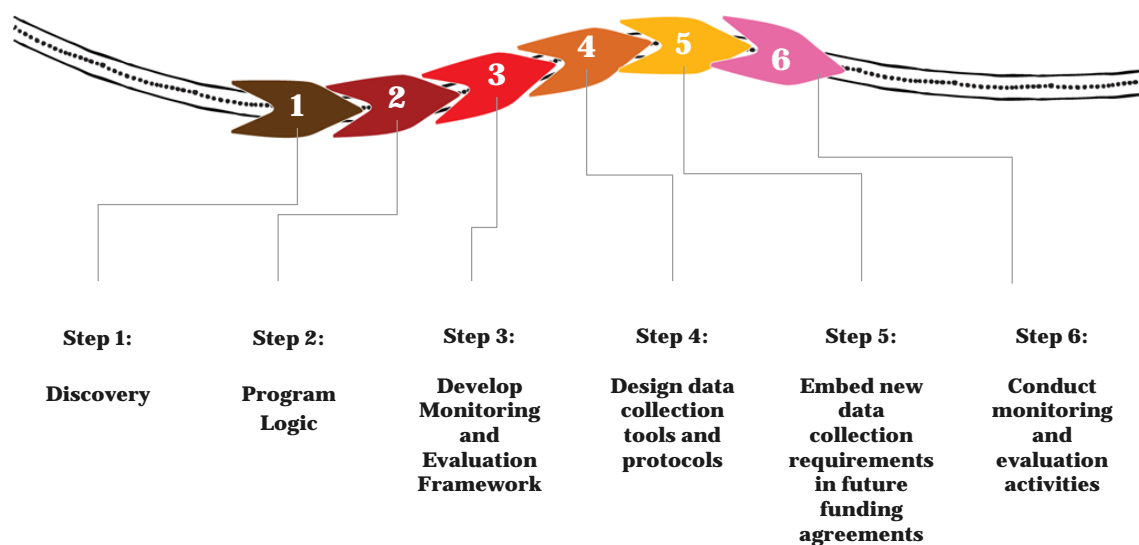 1
2
3
4
5
6
Step 1:
Discovery
Step 2:
Program
Logic
Step 3:
Develop
Monitoring
and
Evaluation
Framework
Step 4:
Design data
collection
tools and
protocols
Step 5:
Embed new
data
collection
requirements
in future
funding
agreements
Step 6:
Conduct
monitoring
and
evaluation
activities